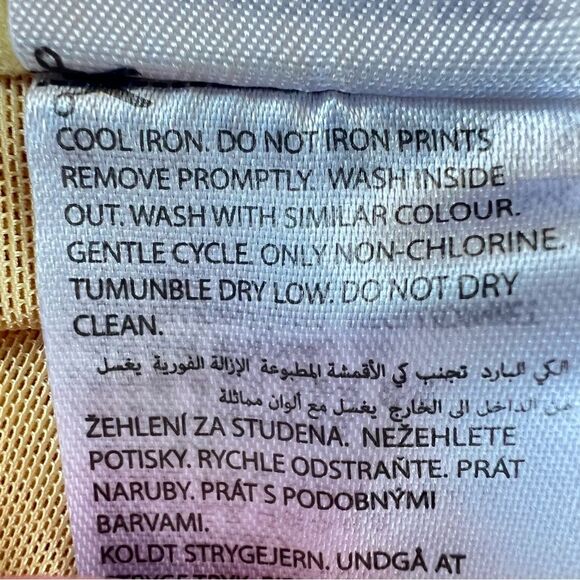 COOL IRON. DO NOT IRON PRINTS
REMOVE PROMPTLY. WASH INSIDE
OUT. WASH WITH SIMILAR COLOUR.
GENTLE CYCLE. ONLY NON-CHLORINE.
TUMUNBLE DRY LOW. DO NOT DRY
CLEAN.
الكي البارد تجنب كي الأقمشة المطبوعة الإزالة الفورية يغسل
من الداخل الى الخارج يغسل مع ألوان مماثلة
ŽEHLENÍ ZA STUDENA. NEŽEHLETE
POTISKY. RYCHLE ODSTRAŇTE. PRÁT
NARUBY. PRÁT S PODOBNÝMI
BARVAMI.
KOLDT STRYGEJERN. UNDGÅ AT